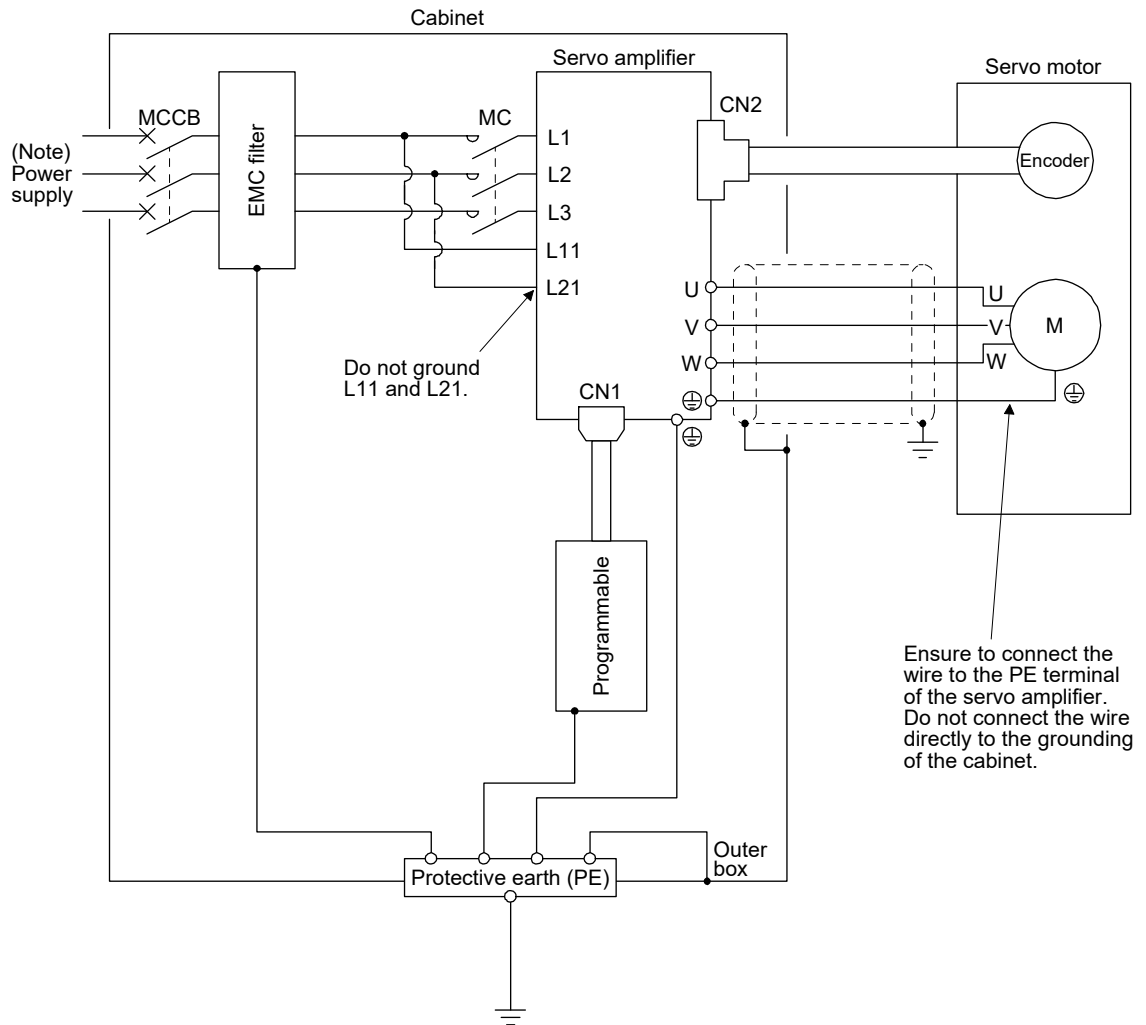 Cabinet
Servo amplifier
Servo motor
MCCB
EMC filter
MC
CN2
(Note)
Power
supply
L1
L2
L3
L11
L21
Encoder
U
V
W
U
V
W
M
Do not ground
L11 and L21.
CN1
Programmable
Ensure to connect the
wire to the PE terminal
of the servo amplifier.
Do not connect the wire
directly to the grounding
of the cabinet.
Outer
box
Protective earth (PE)